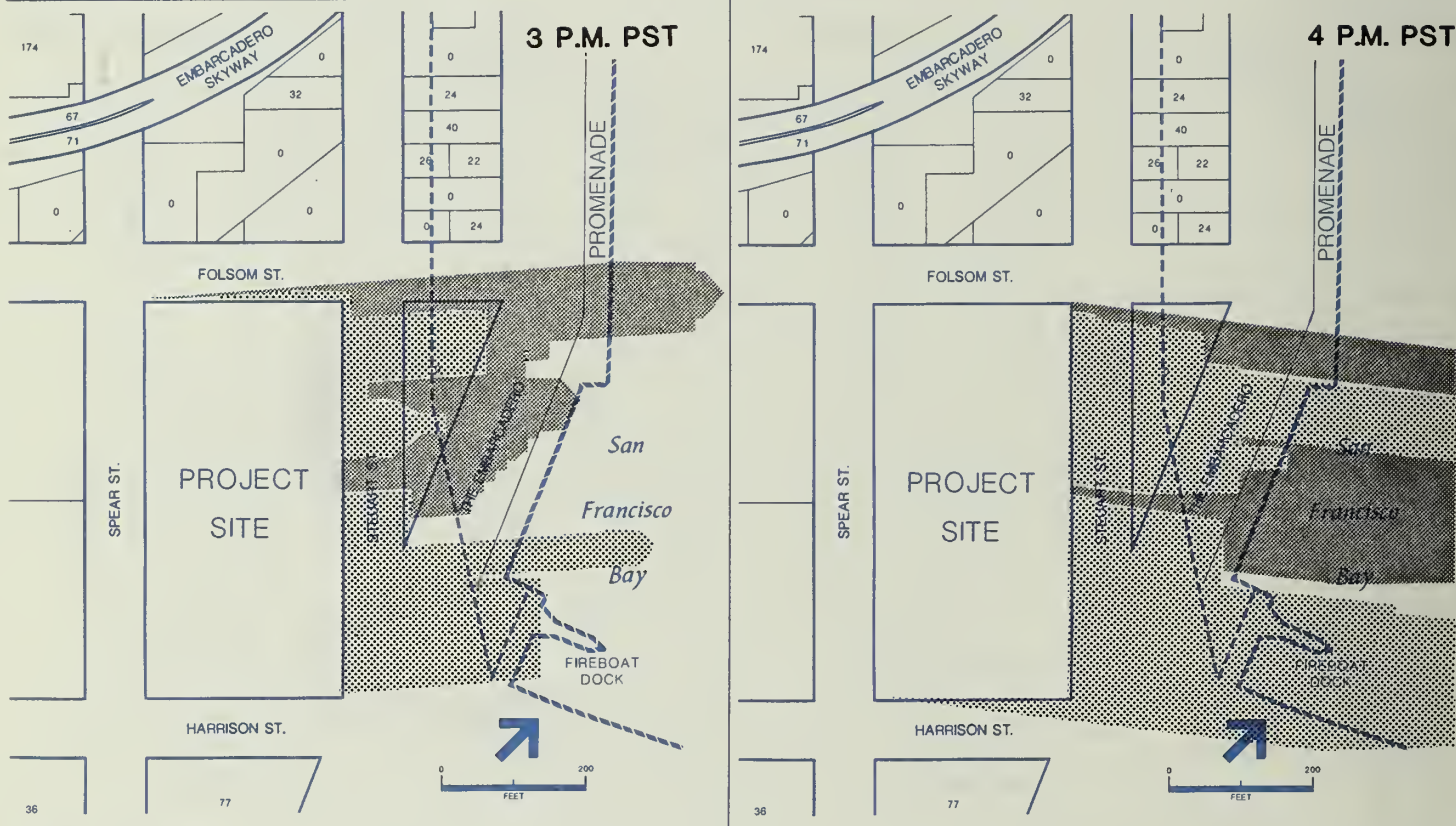 3 P.M. PST
174
EMBARCADERO
SKYWAY
0
0
32
24
67
40
71
0
26
22
PROMENADE
0
0
0
0
0
24
FOLSOM ST.
PROJECT
SITE
SPEAR ST.
STEUART ST.
THE EMBARCADERO
San
Francisco
Bay
FIREBOAT
DOCK
HARRISON ST.
0
200
FEET
36
77
4 P.M. PST
174
EMBARCADERO
SKYWAY
0
0
32
24
67
40
71
0
26
22
PROMENADE
0
0
0
0
0
24
FOLSOM ST.
PROJECT
SITE
SPEAR ST.
STEUART ST.
THE EMBARCADERO
San
Francisco
Bay
FIREBOAT
DOCK
HARRISON ST.
0
200
FEET
36
77